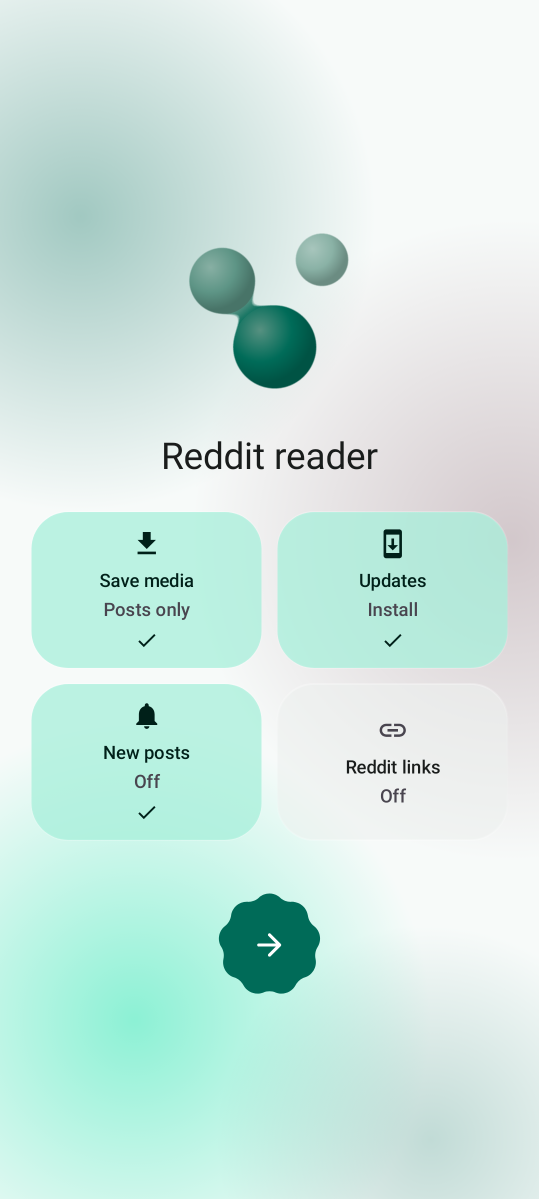 Reddit reader
Save media
Posts only
Updates
Install
New posts
Off
Reddit links
Off